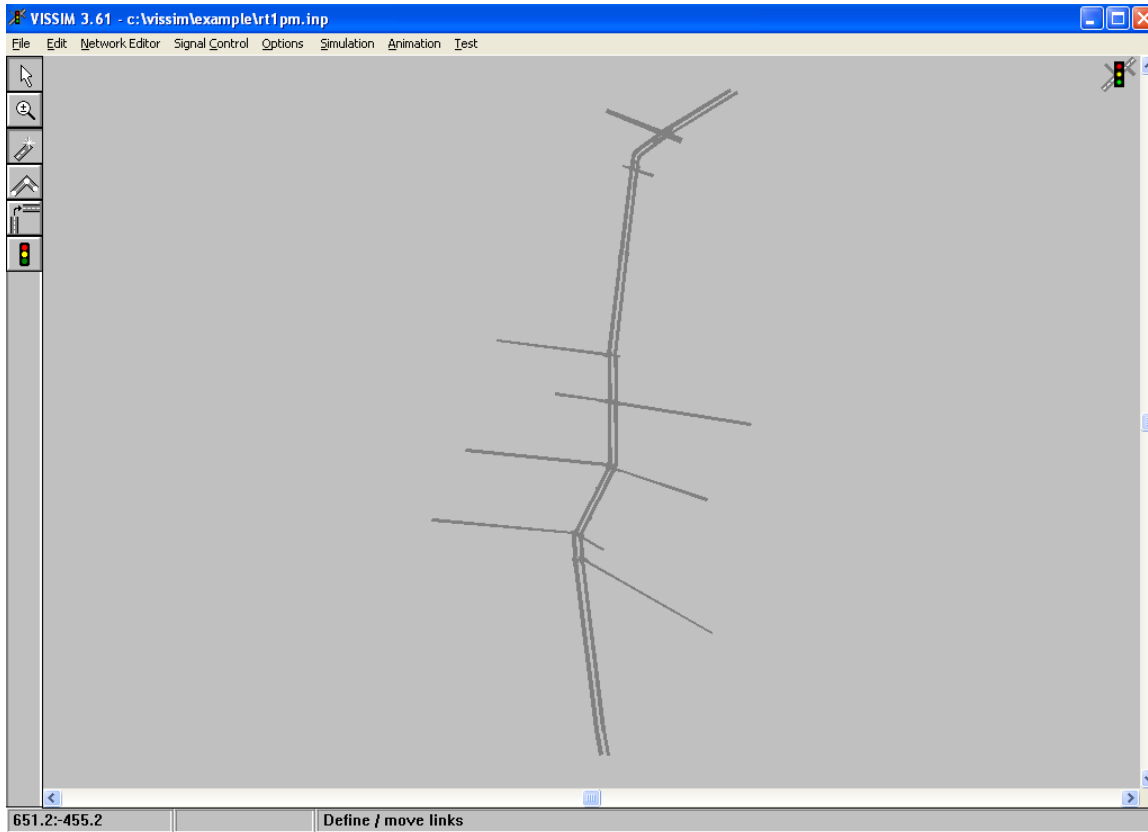 VISSIM 3.61 - c:\vissim\example\rt1pm.inp
File Edit Network Editor Signal Control Options Simulation Animation Test
651.2:-455.2 Define / move links